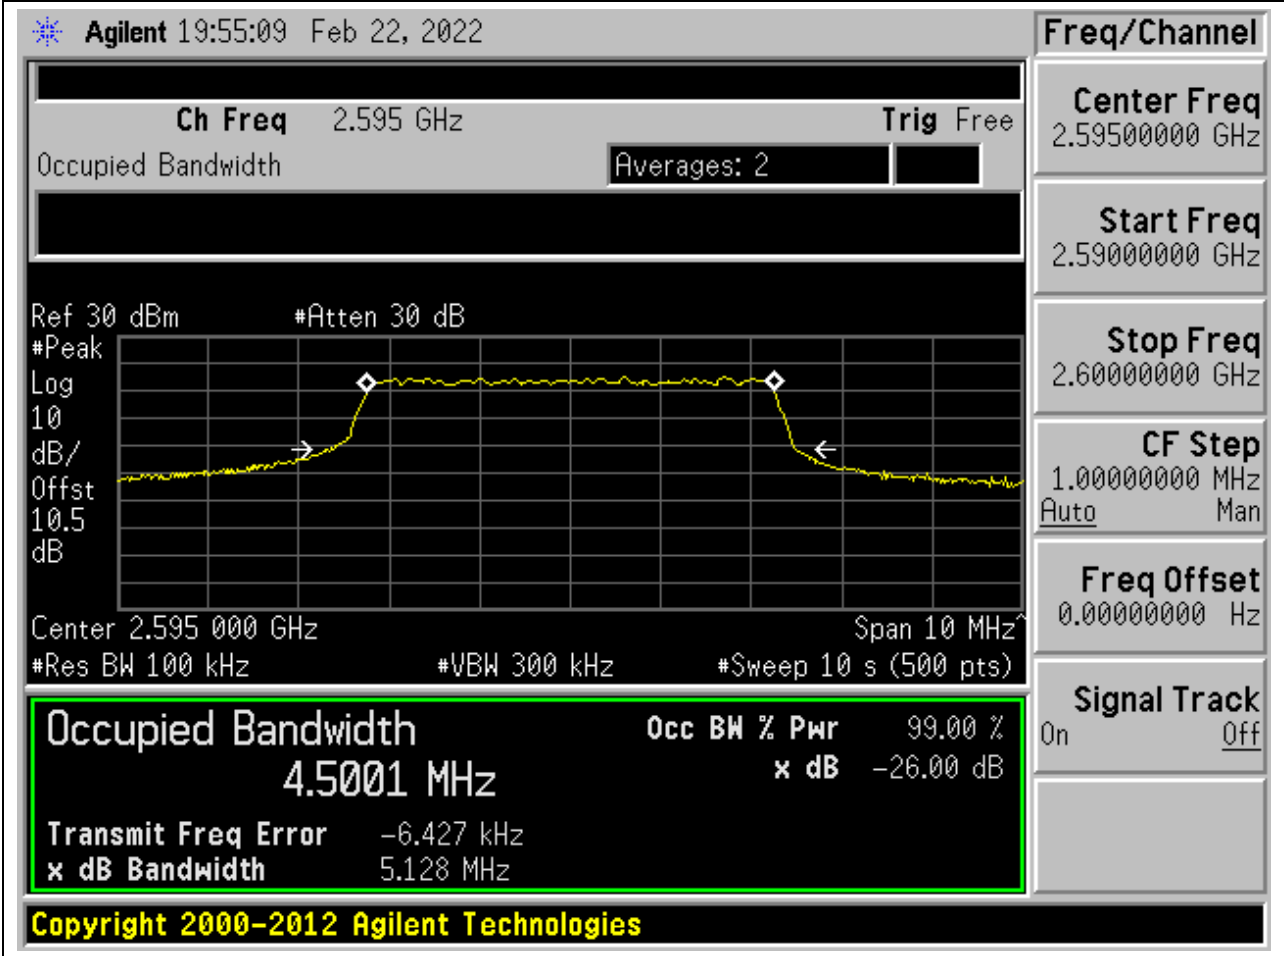 Agilent 19:55:09 Feb 22, 2022
Freq/Channel
Ch Freq 2.595 GHz Trig Free
Occupied Bandwidth Averages: 2
Ref 30 dBm #Atten 30 dB
#Peak
Log
10
dB/
Offst
10.5
dB
Center 2.595 000 GHz Span 10 MHz^
#Res BW 100 kHz #VBW 300 kHz #Sweep 10 s (500 pts)
Occupied Bandwidth
4.5001 MHz
Occ BW % Pwr 99.00 %
x dB -26.00 dB
Transmit Freq Error -6.427 kHz
x dB Bandwidth 5.128 MHz
Copyright 2000-2012 Agilent Technologies
Center Freq
2.59500000 GHz
Start Freq
2.59000000 GHz
Stop Freq
2.60000000 GHz
CF Step
1.00000000 MHz
Auto Man
Freq Offset
0.00000000 Hz
Signal Track
On Off